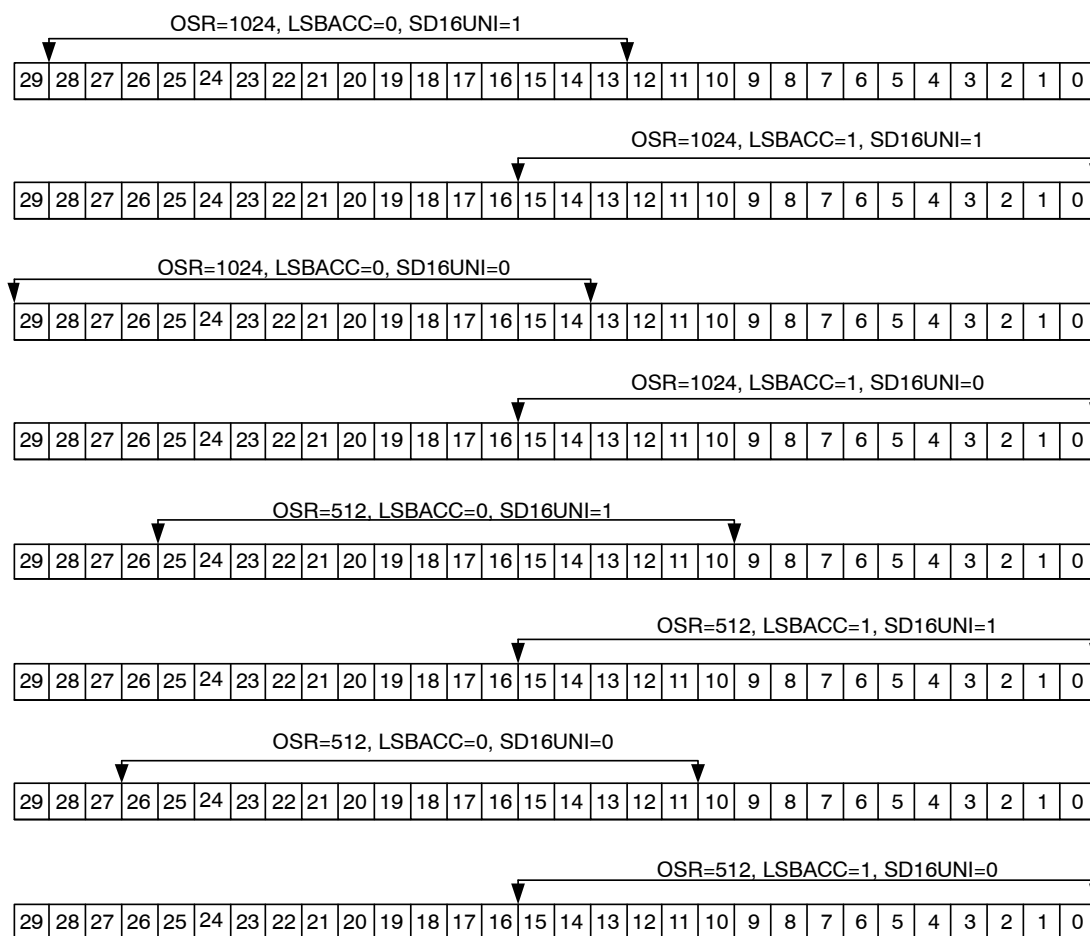 OSR=1024, LSBACC=0, SD16UNI=1
29 28 27 26 25 24 23 22 21 20 19 18 17 16 15 14 13 12 11 10 9 8 7 6 5 4 3 2 1 0
OSR=1024, LSBACC=1, SD16UNI=1
29 28 27 26 25 24 23 22 21 20 19 18 17 16 15 14 13 12 11 10 9 8 7 6 5 4 3 2 1 0
OSR=1024, LSBACC=0, SD16UNI=0
29 28 27 26 25 24 23 22 21 20 19 18 17 16 15 14 13 12 11 10 9 8 7 6 5 4 3 2 1 0
OSR=1024, LSBACC=1, SD16UNI=0
29 28 27 26 25 24 23 22 21 20 19 18 17 16 15 14 13 12 11 10 9 8 7 6 5 4 3 2 1 0
OSR=512, LSBACC=0, SD16UNI=1
29 28 27 26 25 24 23 22 21 20 19 18 17 16 15 14 13 12 11 10 9 8 7 6 5 4 3 2 1 0
OSR=512, LSBACC=1, SD16UNI=1
29 28 27 26 25 24 23 22 21 20 19 18 17 16 15 14 13 12 11 10 9 8 7 6 5 4 3 2 1 0
OSR=512, LSBACC=0, SD16UNI=0
29 28 27 26 25 24 23 22 21 20 19 18 17 16 15 14 13 12 11 10 9 8 7 6 5 4 3 2 1 0
OSR=512, LSBACC=1, SD16UNI=0
29 28 27 26 25 24 23 22 21 20 19 18 17 16 15 14 13 12 11 10 9 8 7 6 5 4 3 2 1 0